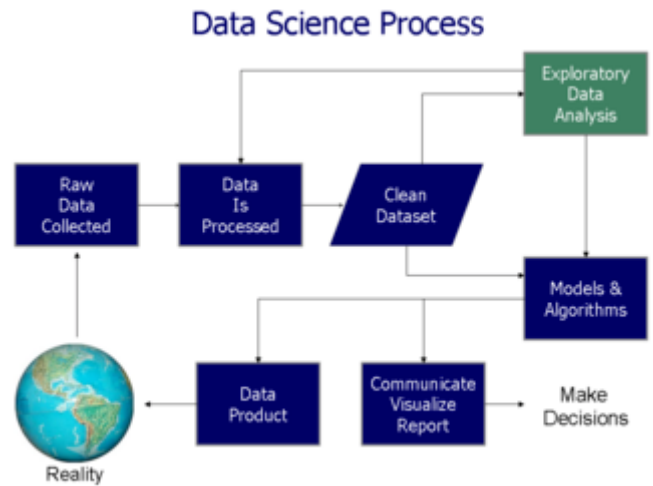 Data Science Process
Exploratory
Data
Analysis
Raw
Data
Collected
Data
Is
Processed
Clean
Dataset
Models &
Algorithms
Data
Product
Communicate
Visualize
Report
Make
Decisions
Reality